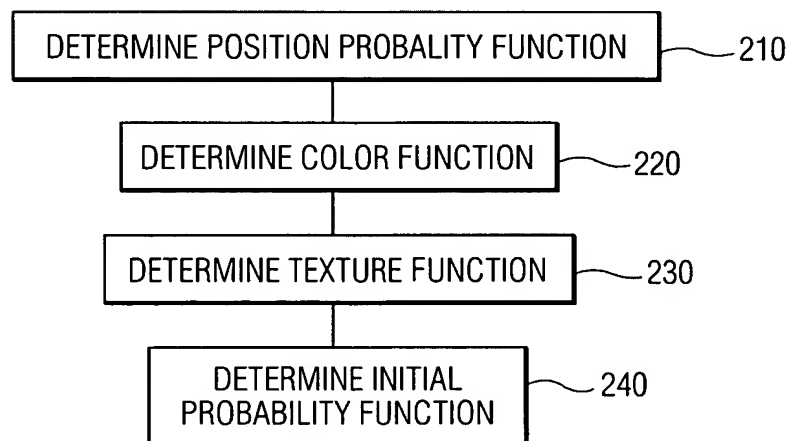 DETERMINE POSITION PROBALITY FUNCTION
210
DETERMINE COLOR FUNCTION
220
DETERMINE TEXTURE FUNCTION
230
DETERMINE INITIAL
PROBABILITY FUNCTION
240